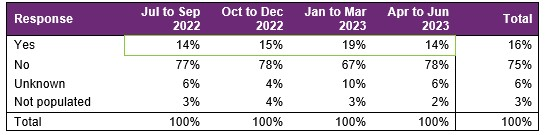 Response Jul to Sep 2022 Oct to Dec 2022 Jan to Mar 2023 Apr to Jun 2023 Total
Yes 14% 15% 19% 14% 16%
No 77% 78% 67% 78% 75%
Unknown 6% 4% 10% 6% 6%
Not populated 3% 4% 3% 2% 3%
Total 100% 100% 100% 100% 100%